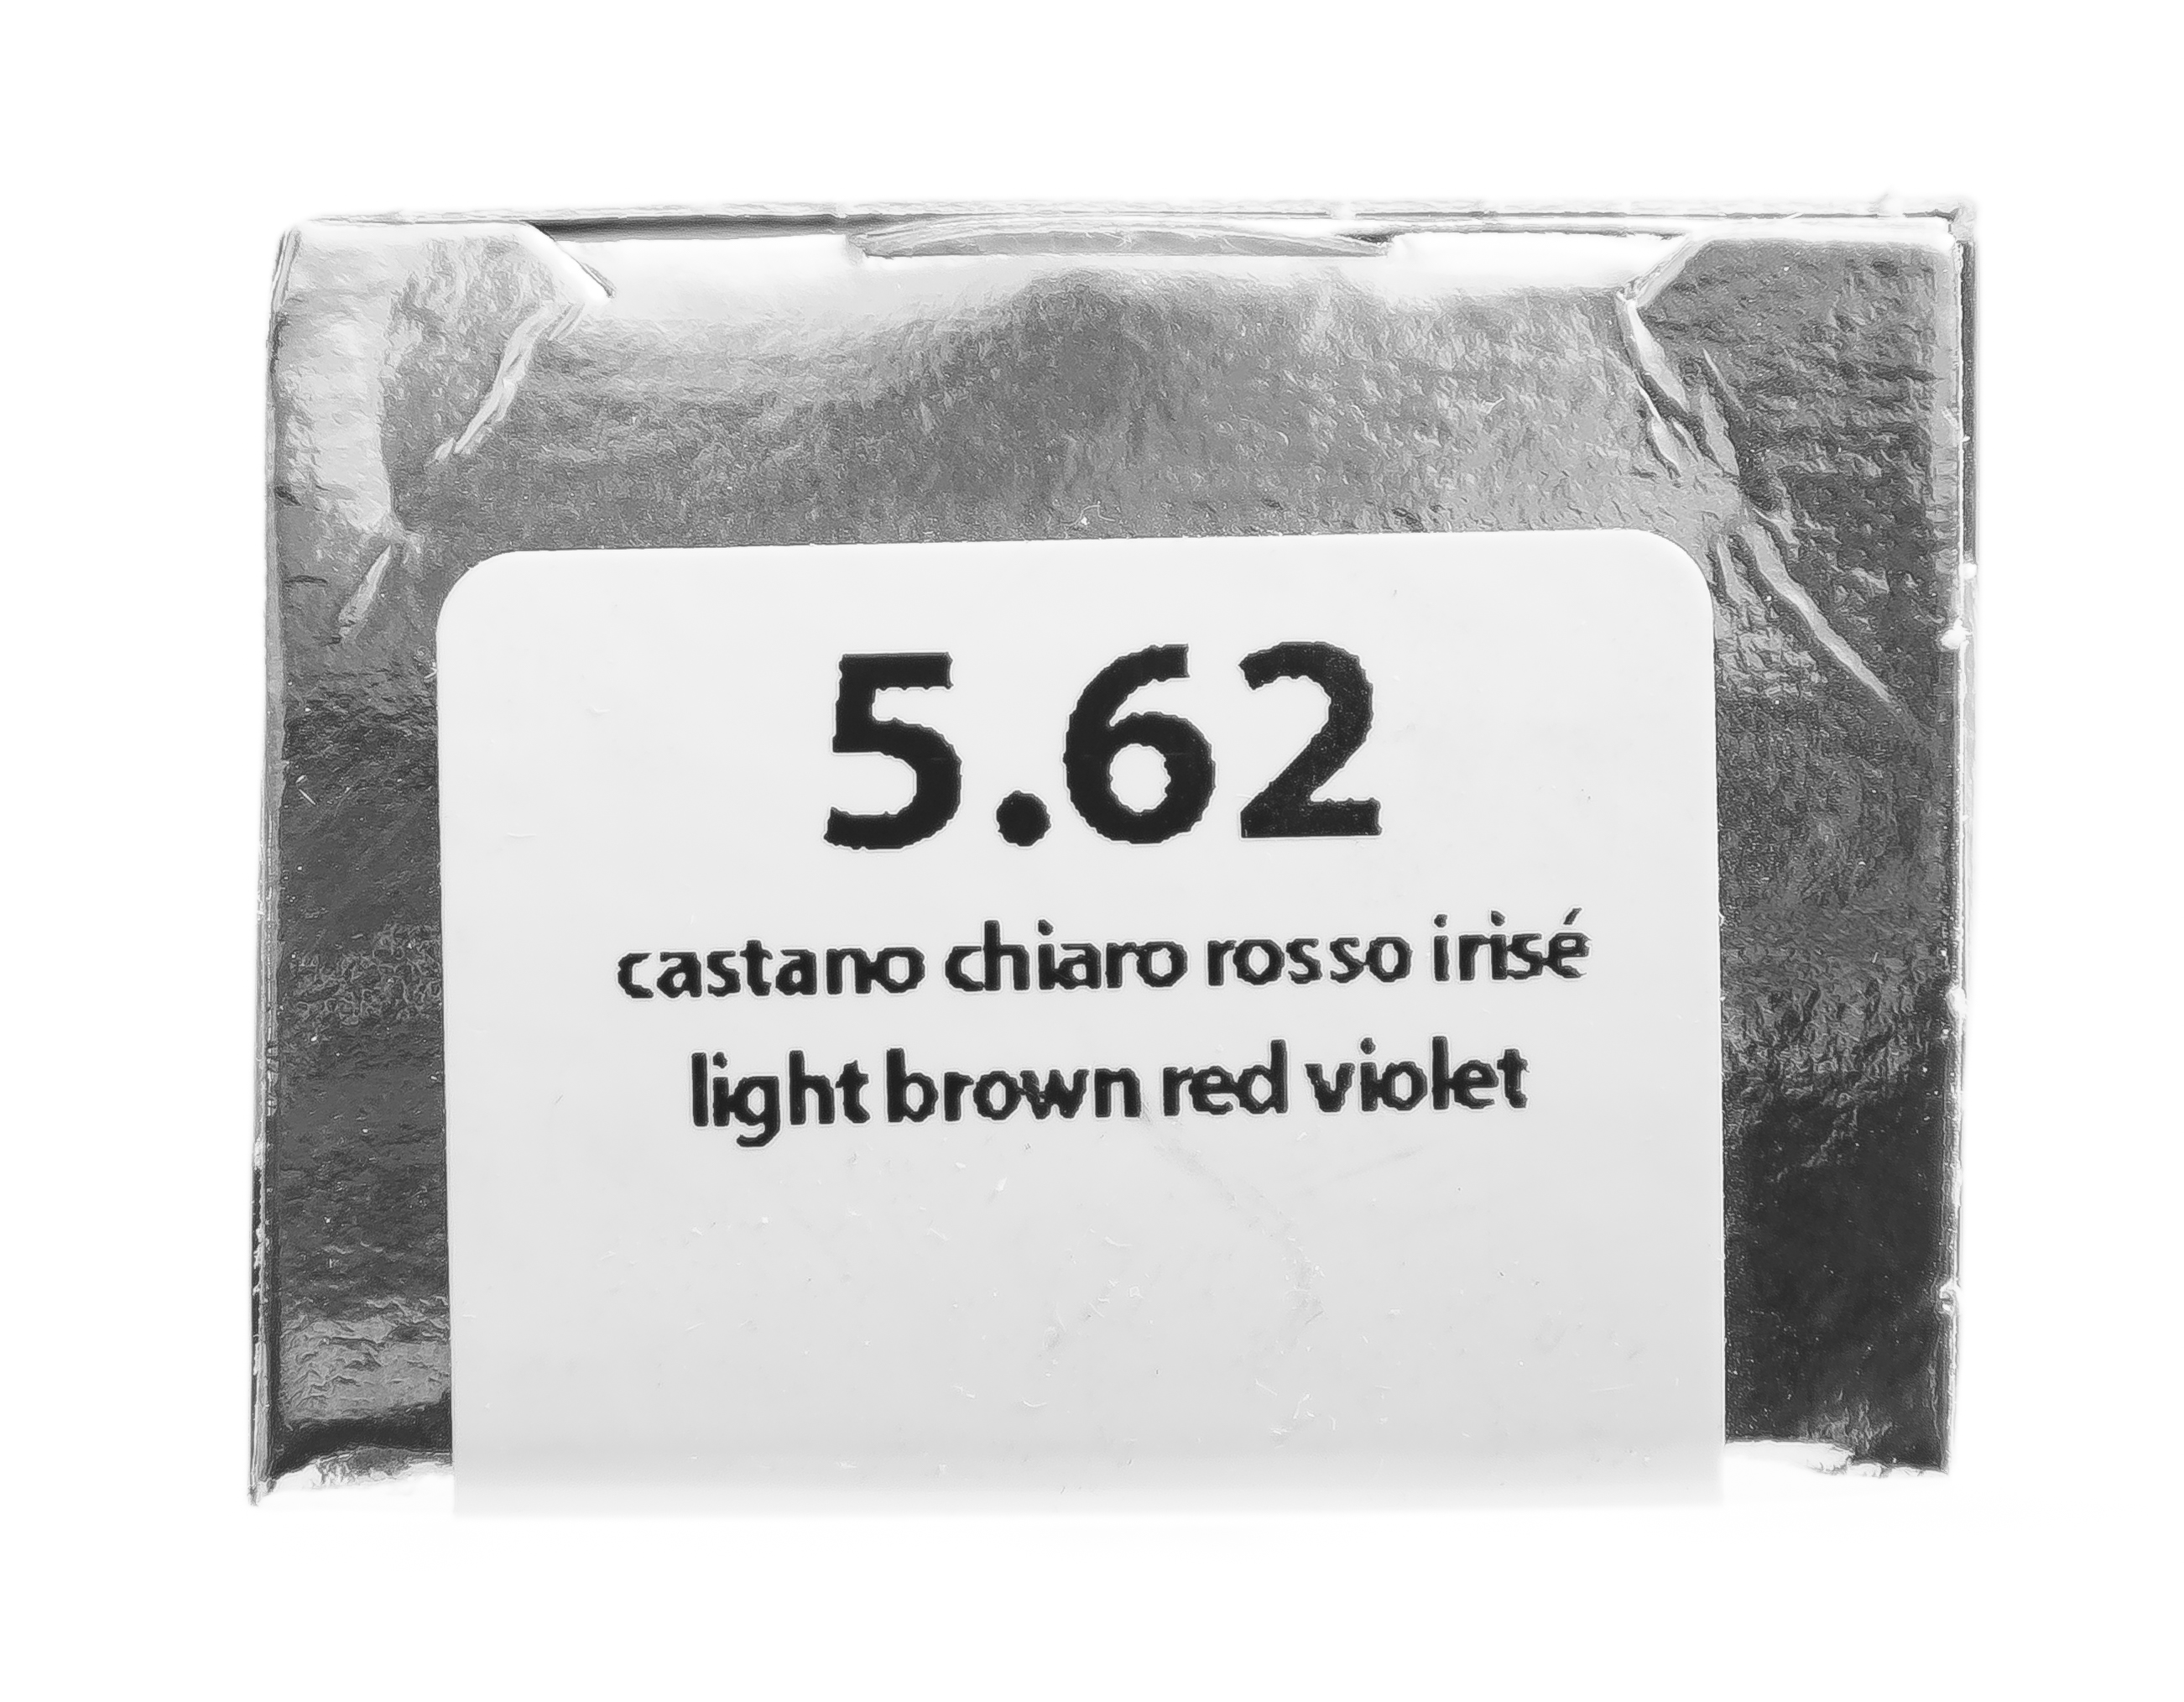 5.62
castano chiaro rosso irisé
light brown red violet